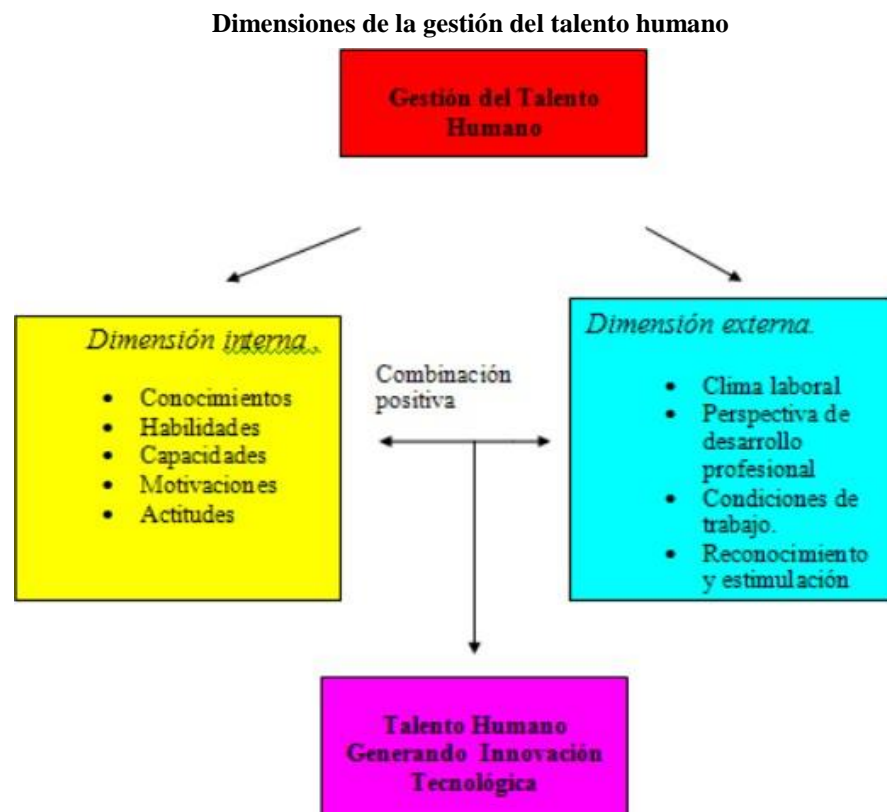 Dimensiones de la gestión del talento humano
Gestión del Talento
Humano
Dimensión interna .
• Conocimientos
• Habilidades
• Capacidades
• Motivaciones
• Actitudes
Combinación
positiva
Dimensión externa.
• Clima laboral
• Perspectiva de
desarrollo
profesional
• Condiciones de
trabajo.
• Reconocimiento
y estimulación
Talento Humano
Generando Innovación
Tecnológica